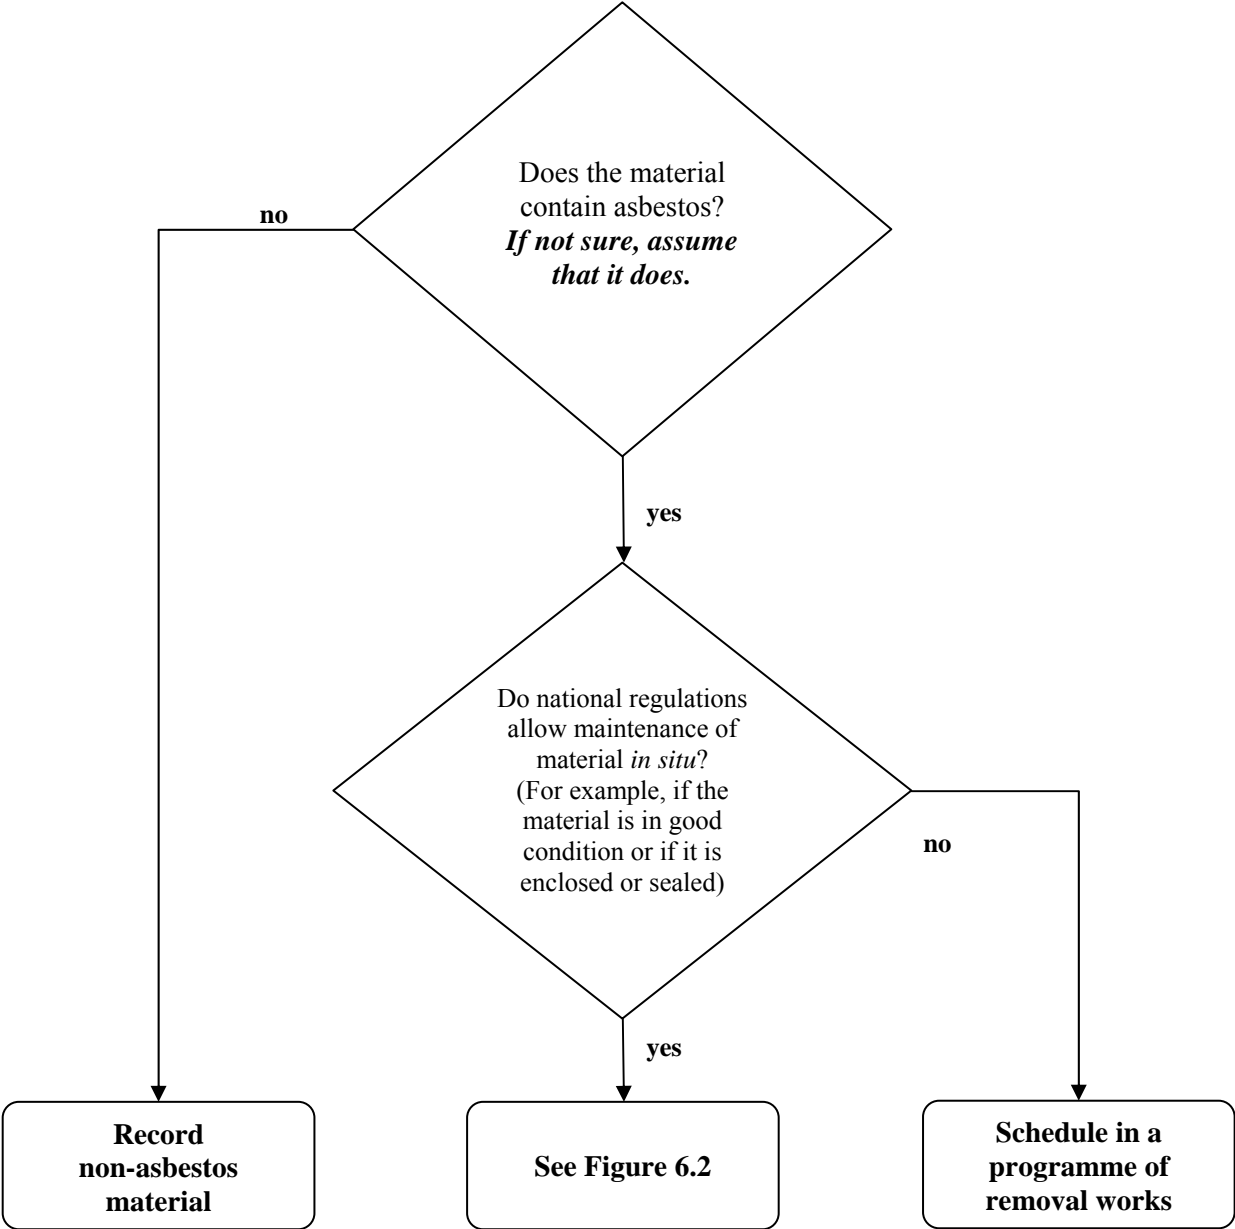 Does the material
contain asbestos?
If not sure, assume
that it does.
no
yes
Do national regulations
allow maintenance of
material in situ?
(For example, if the
material is in good
condition or if it is
enclosed or sealed)
no
yes
Record
non-asbestos
material
See Figure 6.2
Schedule in a
programme of
removal works